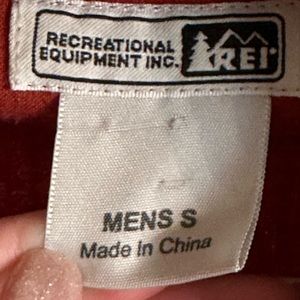 RECREATIONAL
EQUIPMENT INC.
REI
MENS S
Made In China